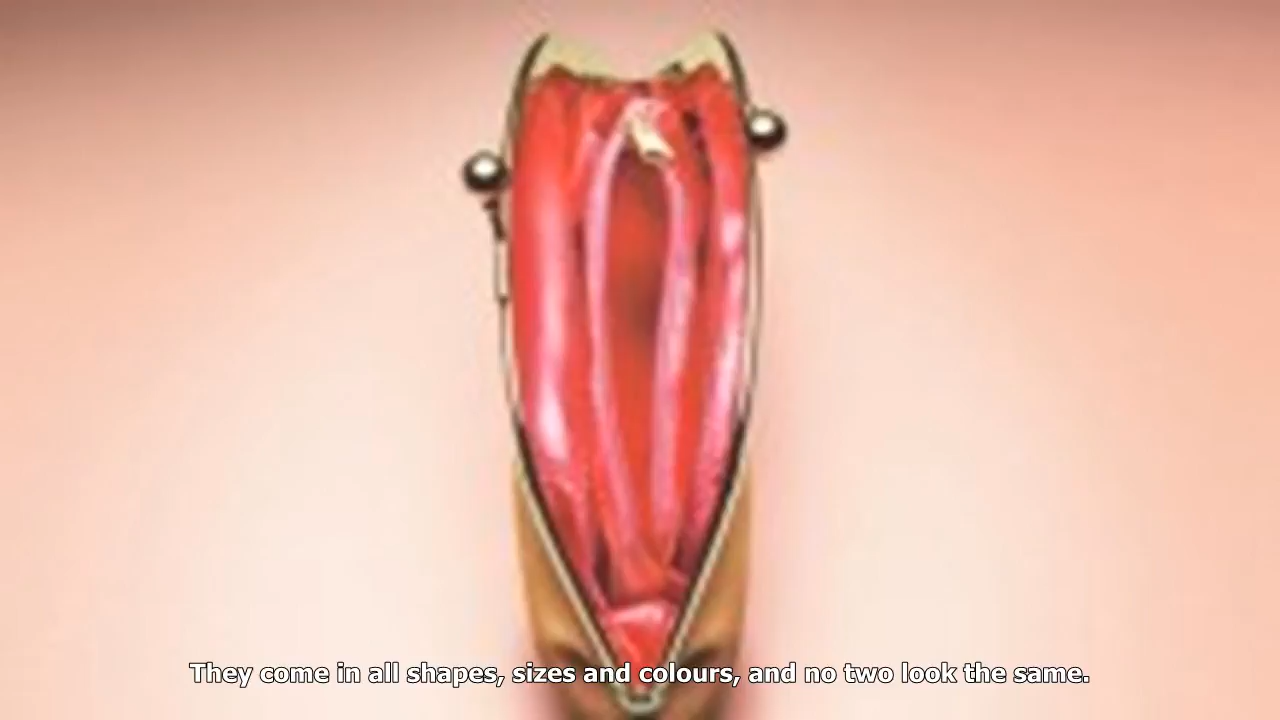 They come in all shapes, sizes and colours, and no two look the same.